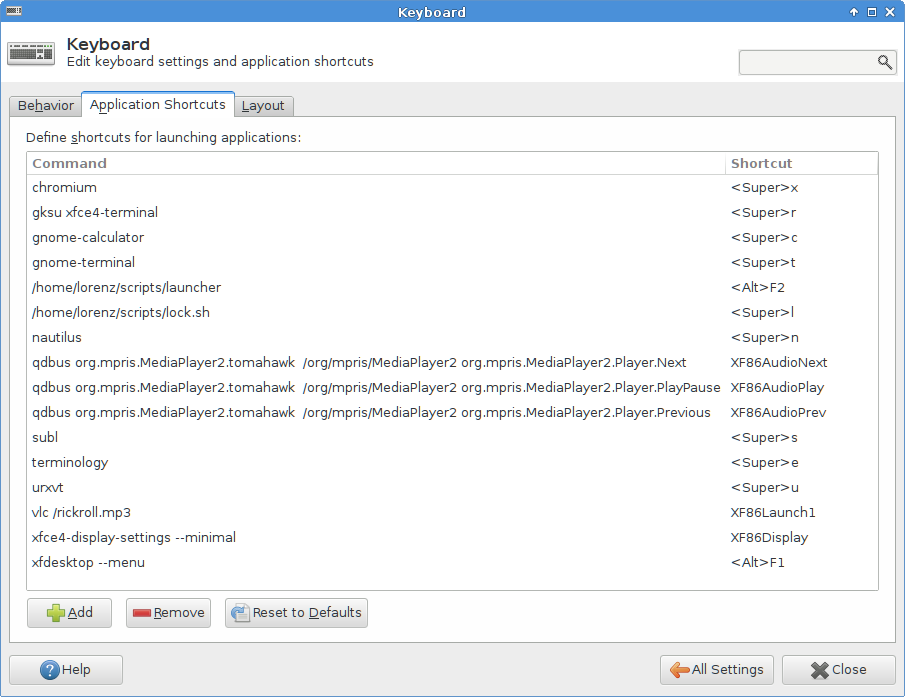 Keyboard
Keyboard
Edit keyboard settings and application shortcuts
Behavior Application Shortcuts Layout
Define shortcuts for launching applications:
Command Shortcut
chromium <Super>x
gksu xfce4-terminal <Super>r
gnome-calculator <Super>c
gnome-terminal <Super>t
/home/lorenz/scripts/launcher <Alt>F2
/home/lorenz/scripts/lock.sh <Super>l
nautilus <Super>n
qdbus org.mpris.MediaPlayer2.tomahawk  /org/mpris/MediaPlayer2 org.mpris.MediaPlayer2.Player.Next XF86AudioNext
qdbus org.mpris.MediaPlayer2.tomahawk  /org/mpris/MediaPlayer2 org.mpris.MediaPlayer2.Player.PlayPause XF86AudioPlay
qdbus org.mpris.MediaPlayer2.tomahawk  /org/mpris/MediaPlayer2 org.mpris.MediaPlayer2.Player.Previous XF86AudioPrev
subl <Super>s
terminology <Super>e
urxvt <Super>u
vlc /rickroll.mp3 XF86Launch1
xfce4-display-settings --minimal XF86Display
xfdesktop --menu <Alt>F1
Add Remove Reset to Defaults
Help All Settings Close